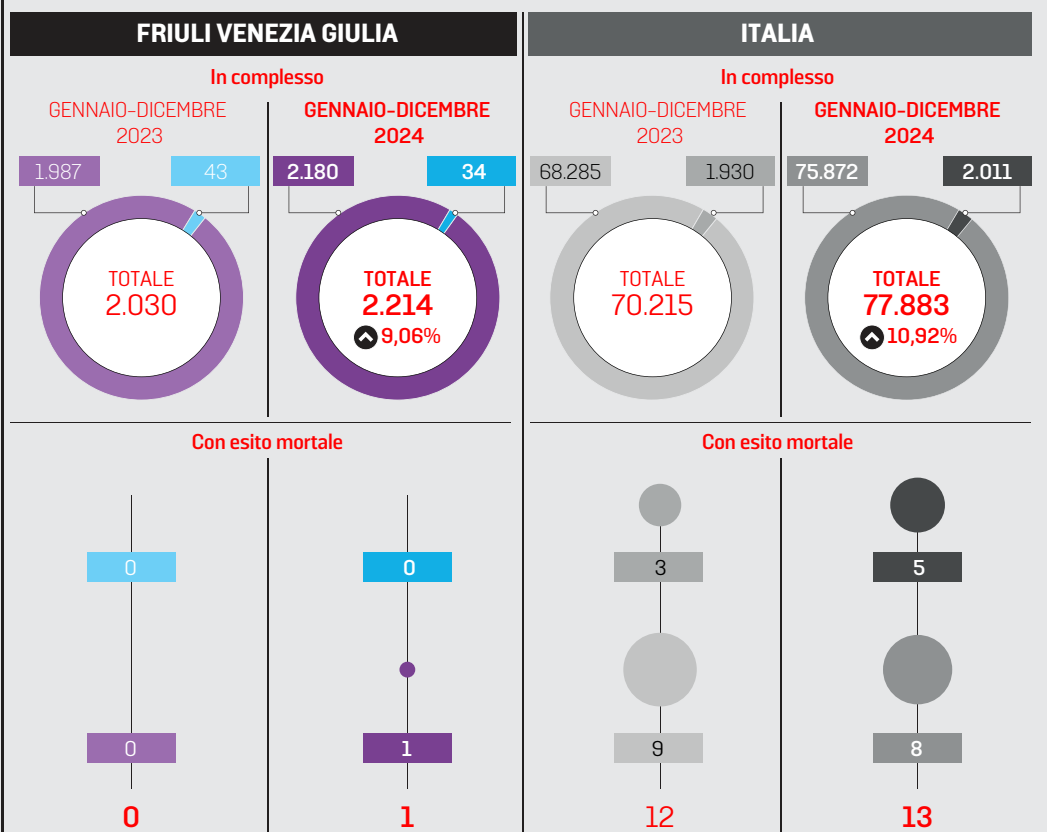 FRIULI VENEZIA GIULIA
In complesso
GENNAIO-DICEMBRE
2023
1.987
43
TOTALE
2.030
GENNAIO-DICEMBRE
2024
2.180
34
TOTALE
2.214
9,06%
Con esito mortale
0
0
0
0
1
1
ITALIA
In complesso
GENNAIO-DICEMBRE
2023
68.285
1.930
TOTALE
70.215
GENNAIO-DICEMBRE
2024
75.872
2.011
TOTALE
77.883
10,92%
Con esito mortale
3
9
12
5
8
13